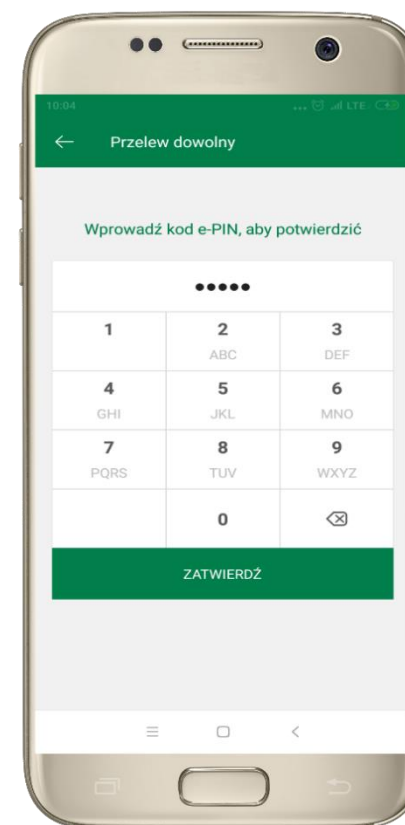 10:04 ... LTE
Przelew dowolny
Wprowadź kod e-PIN, aby potwierdzić
•••••
1 2 3
ABC DEF
4 5 6
GHI JKL MNO
7 8 9
PQRS TUV WXYZ
0
ZATWIERDŹ